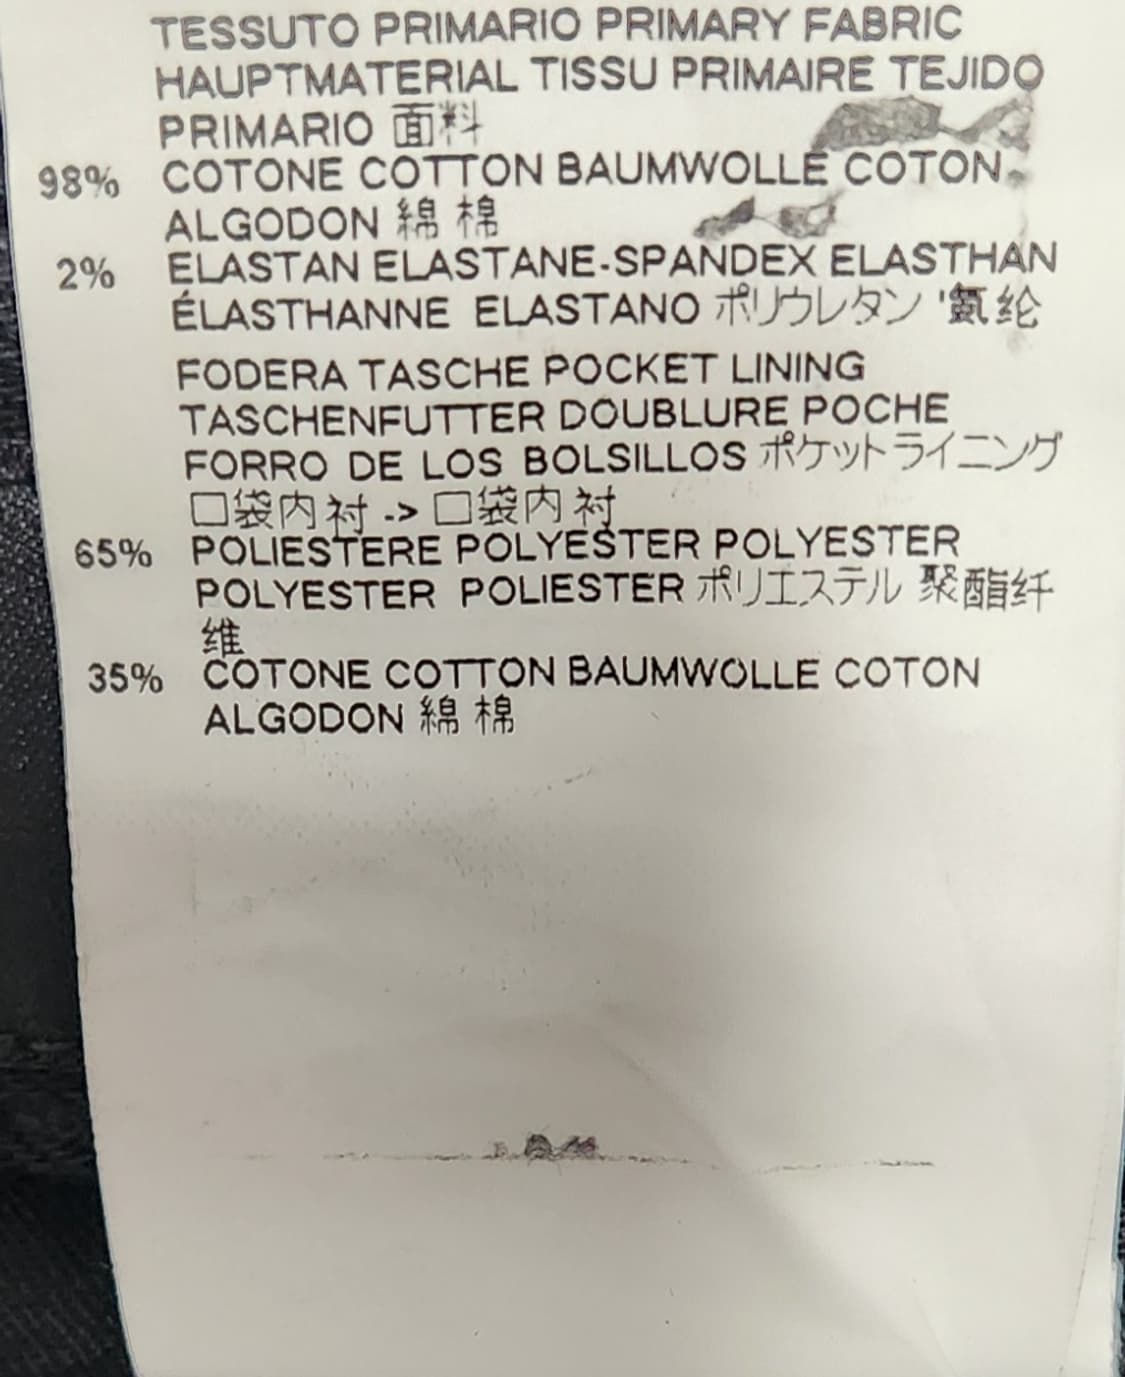 TESSUTO PRIMARIO PRIMARY FABRIC
HAUPTMATERIAL TISSU PRIMAIRE TEJIDO
PRIMARIO 面料
98% COTONE COTTON BAUMWOLLE COTON
ALGODON 綿 棉
2% ELASTAN ELASTANE-SPANDEX ELASTHAN
ÉLASTHANNE ELASTANO ポリウレタン '氨纶
FODERA TASCHE POCKET LINING
TASCHENFUTTER DOUBLURE POCHE
FORRO DE LOS BOLSILLOS ポケットライニング
口袋内衬 -> 口袋内衬
65% POLIESTERE POLYESTER POLYESTER
POLYESTER POLIESTER ポリエステル 聚酯纤
维
35% COTONE COTTON BAUMWOLLE COTON
ALGODON 綿 棉